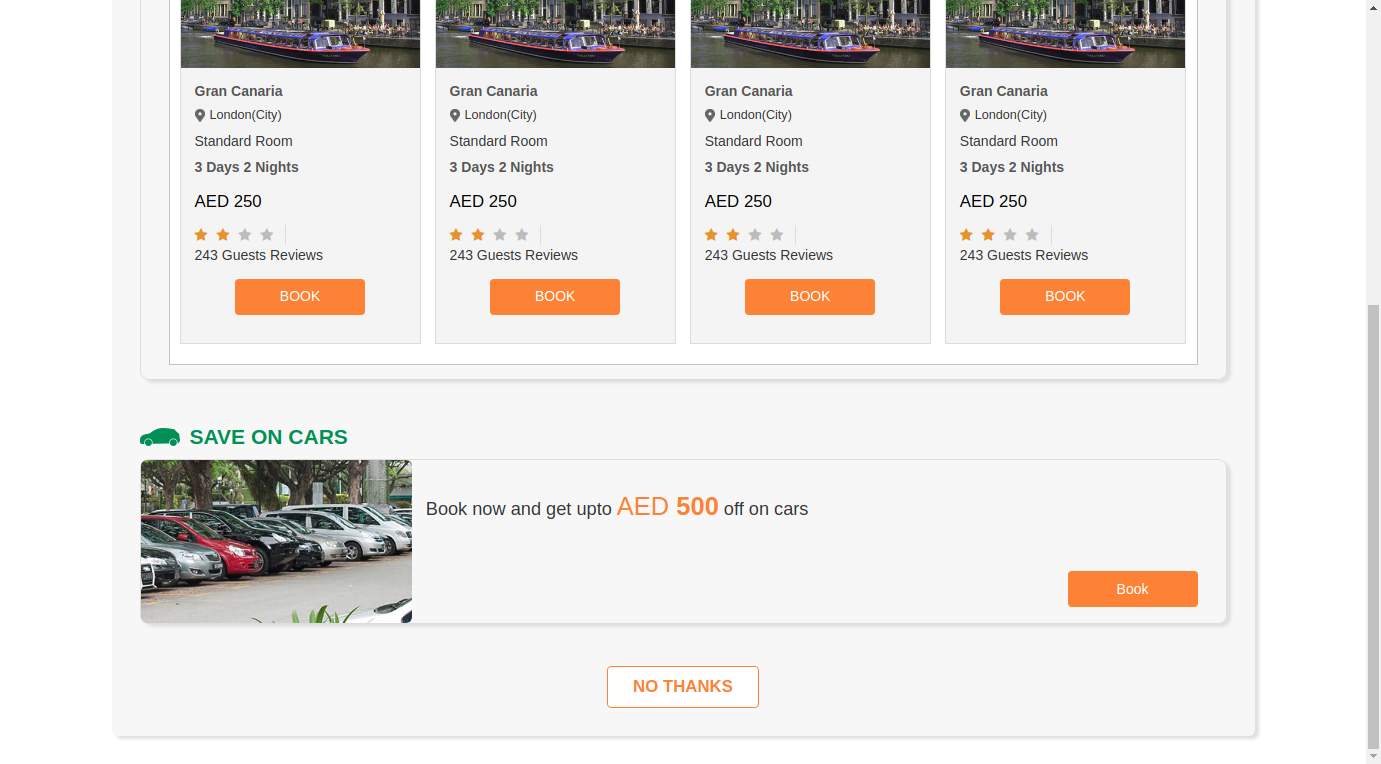 Gran Canaria
London(City)
Standard Room
3 Days 2 Nights
AED 250
243 Guests Reviews
BOOK
Gran Canaria
London(City)
Standard Room
3 Days 2 Nights
AED 250
243 Guests Reviews
BOOK
Gran Canaria
London(City)
Standard Room
3 Days 2 Nights
AED 250
243 Guests Reviews
BOOK
Gran Canaria
London(City)
Standard Room
3 Days 2 Nights
AED 250
243 Guests Reviews
BOOK
SAVE ON CARS
Book now and get upto AED 500 off on cars
Book
NO THANKS